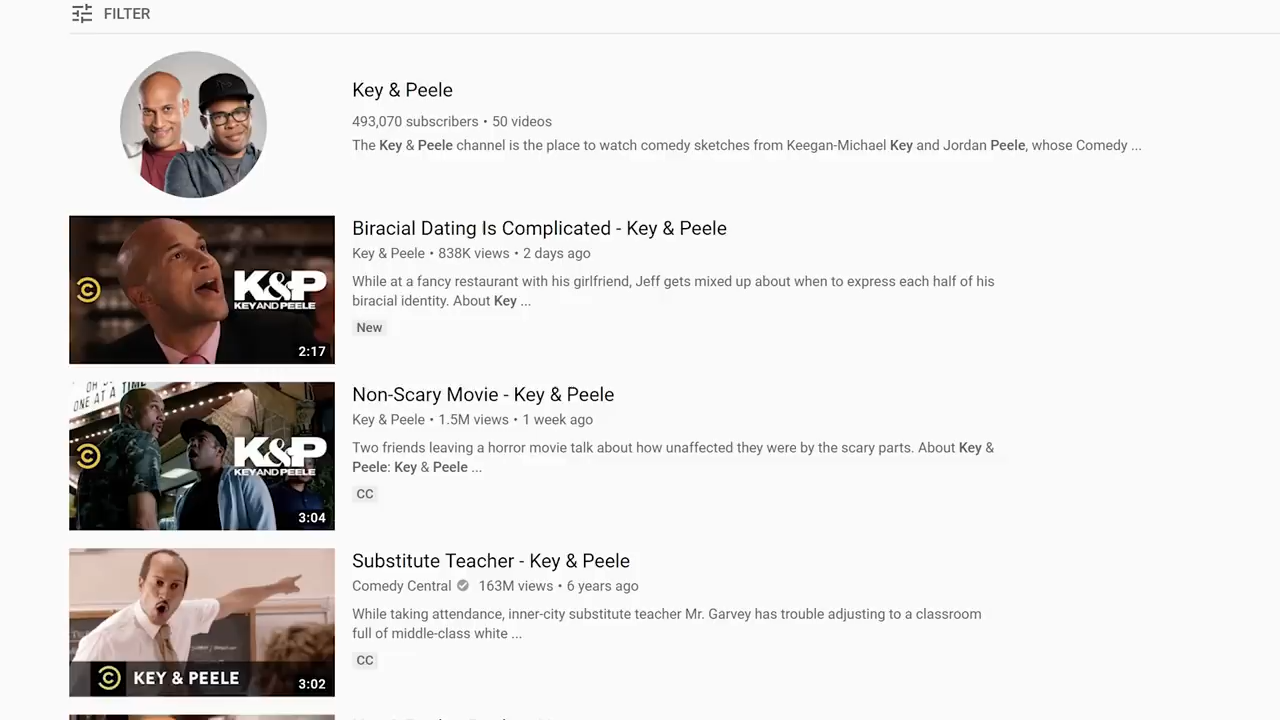 FILTER
Key & Peele
493,070 subscribers • 50 videos
The Key & Peele channel is the place to watch comedy sketches from Keegan-Michael Key and Jordan Peele, whose Comedy ...
K&P
KEY AND PEELE
2:17
Biracial Dating Is Complicated - Key & Peele
Key & Peele • 838K views • 2 days ago
While at a fancy restaurant with his girlfriend, Jeff gets mixed up about when to express each half of his
biracial identity. About Key ...
New
ONE AT A TIME
K&P
KEY AND PEELE
3:04
Non-Scary Movie - Key & Peele
Key & Peele • 1.5M views • 1 week ago
Two friends leaving a horror movie talk about how unaffected they were by the scary parts. About Key &
Peele: Key & Peele ...
CC
KEY & PEELE
3:02
Substitute Teacher - Key & Peele
Comedy Central 163M views • 6 years ago
While taking attendance, inner-city substitute teacher Mr. Garvey has trouble adjusting to a classroom
full of middle-class white ...
CC